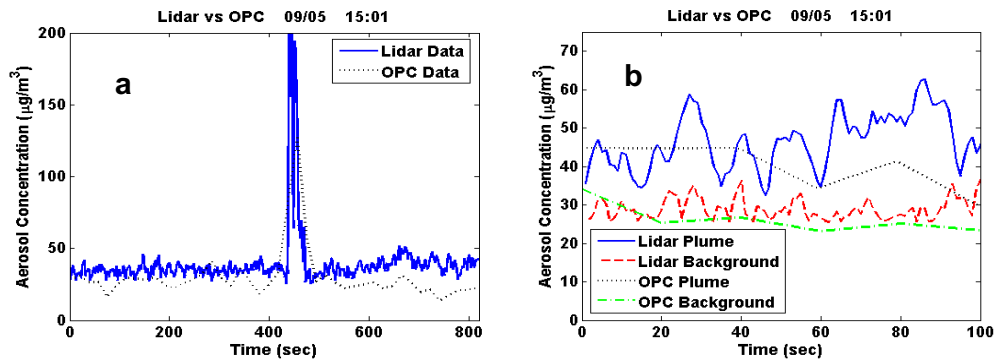 Lidar vs OPC 09/05 15:01
a
Lidar Data
OPC Data
Aerosol Concentration (µg/m³)
200
150
100
50
0
0 200 400 600 800
Time (sec)
Lidar vs OPC 09/05 15:01
b
Aerosol Concentration (µg/m³)
70
60
50
40
30
20
10
0
Lidar Plume
Lidar Background
OPC Plume
OPC Background
0 20 40 60 80 100
Time (sec)